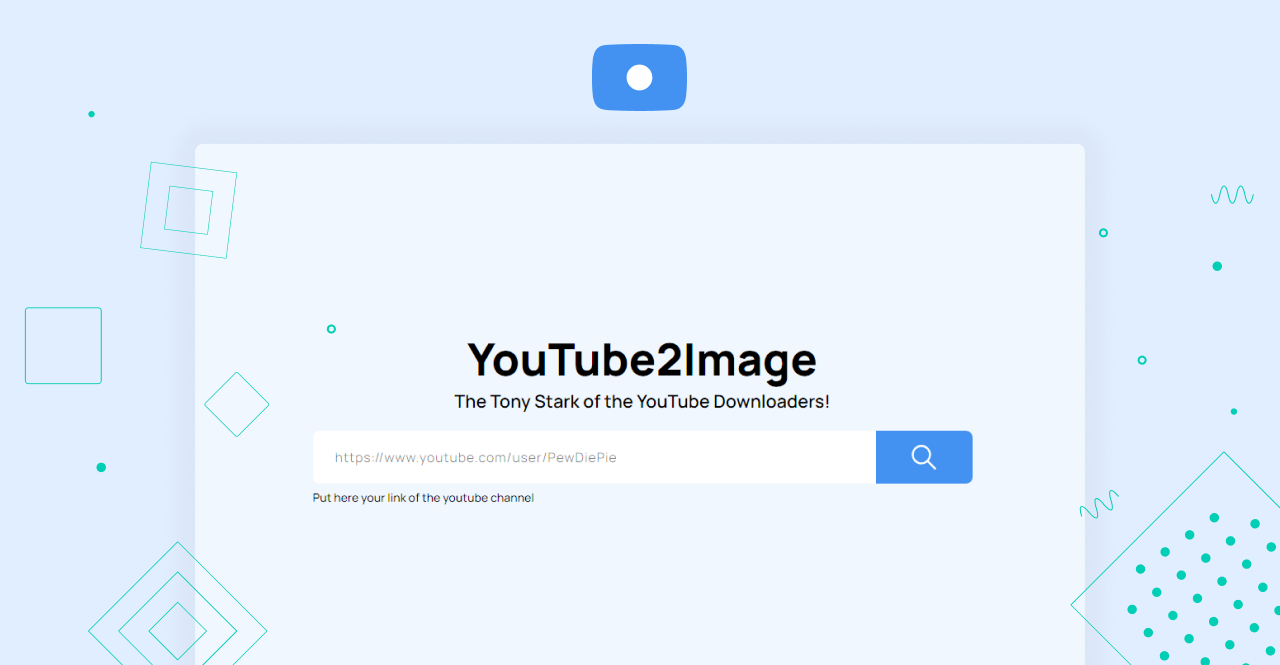 YouTube2Image
The Tony Stark of the YouTube Downloaders!
https://www.youtube.com/user/PewDiePie
Put here your link of the youtube channel